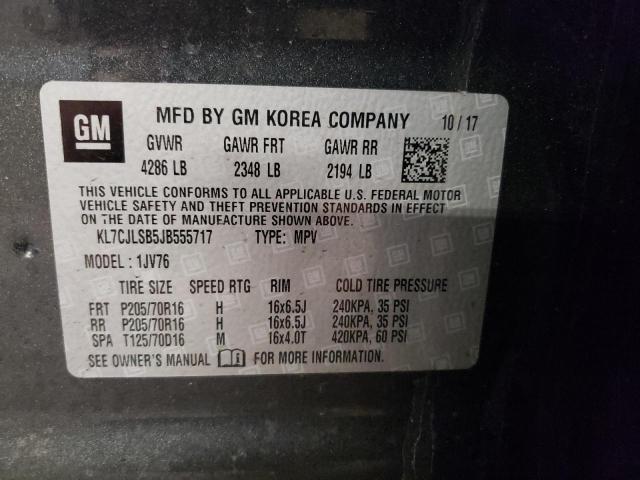 GM
MFD BY GM KOREA COMPANY 10/17
GVWR GAWR FRT GAWR RR
4286 LB 2348 LB 2194 LB
THIS VEHICLE CONFORMS TO ALL APPLICABLE U.S. FEDERAL MOTOR
VEHICLE SAFETY AND THEFT PREVENTION STANDARDS IN EFFECT
ON THE DATE OF MANUFACTURE SHOWN ABOVE.
KL7CJLSB5JB555717 TYPE: MPV
MODEL: 1JV76
TIRE SIZE SPEED RTG RIM COLD TIRE PRESSURE
FRT P205/70R16 H 16x6.5J 240KPA, 35 PSI
RR P205/70R16 H 16x6.5J 240KPA, 35 PSI
SPA T125/70D16 M 16x4.0T 420KPA, 60 PSI
SEE OWNER'S MANUAL FOR MORE INFORMATION.